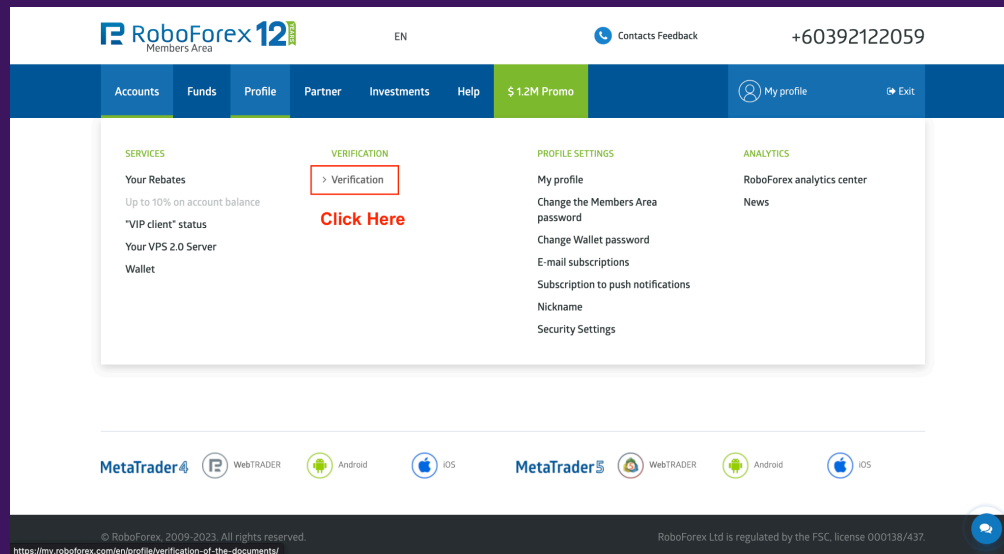 RoboForex 12 YEARS
Members Area
EN
Contacts Feedback
+60392122059
Accounts Funds Profile Partner Investments Help $ 1.2M Promo My profile Exit
SERVICES
Your Rebates
Up to 10% on account balance
"VIP client" status
Your VPS 2.0 Server
Wallet
VERIFICATION
> Verification
Click Here
PROFILE SETTINGS
My profile
Change the Members Area
password
Change Wallet password
E-mail subscriptions
Subscription to push notifications
Nickname
Security Settings
ANALYTICS
RoboForex analytics center
News
MetaTrader 4 WebTRADER Android iOS MetaTrader 5 WebTRADER Android iOS
© RoboForex, 2009-2023. All rights reserved.
RoboForex Ltd is regulated by the FSC, license 000138/437.
https://my.roboforex.com/en/profile/verification-of-the-documents/